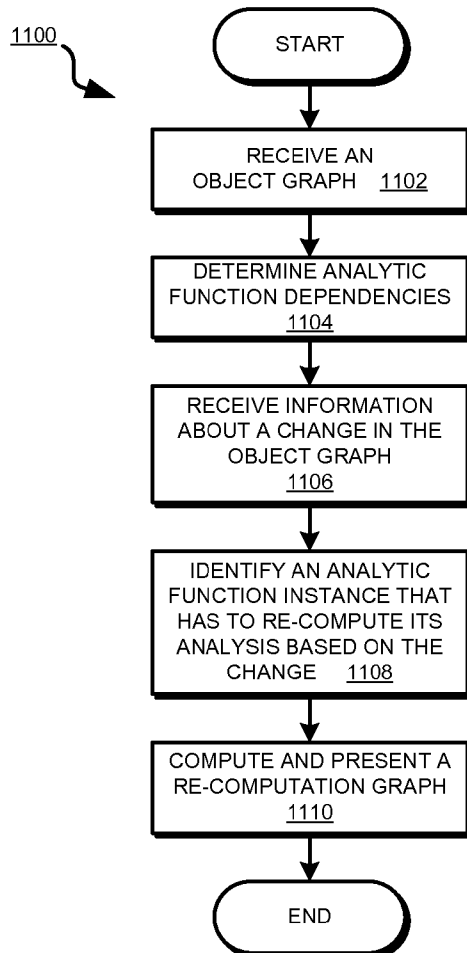 1100
START
RECEIVE AN
OBJECT GRAPH 1102
DETERMINE ANALYTIC
FUNCTION DEPENDENCIES
1104
RECEIVE INFORMATION
ABOUT A CHANGE IN THE
OBJECT GRAPH
1106
IDENTIFY AN ANALYTIC
FUNCTION INSTANCE THAT
HAS TO RE-COMPUTE ITS
ANALYSIS BASED ON THE
CHANGE 1108
COMPUTE AND PRESENT A
RE-COMPUTATION GRAPH
1110
END